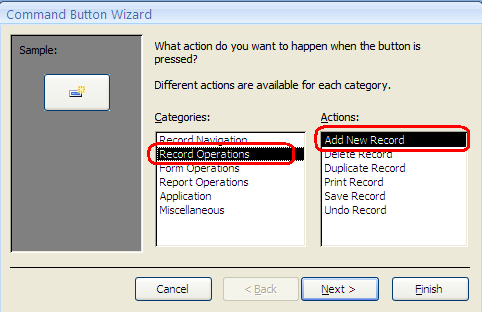 Command Button Wizard
Sample:
What action do you want to happen when the button is
pressed?
Different actions are available for each category.
Categories:
Record Navigation
Record Operations
Form Operations
Report Operations
Application
Miscellaneous
Actions:
Add New Record
Delete Record
Duplicate Record
Print Record
Save Record
Undo Record
Cancel
< Back
Next >
Finish